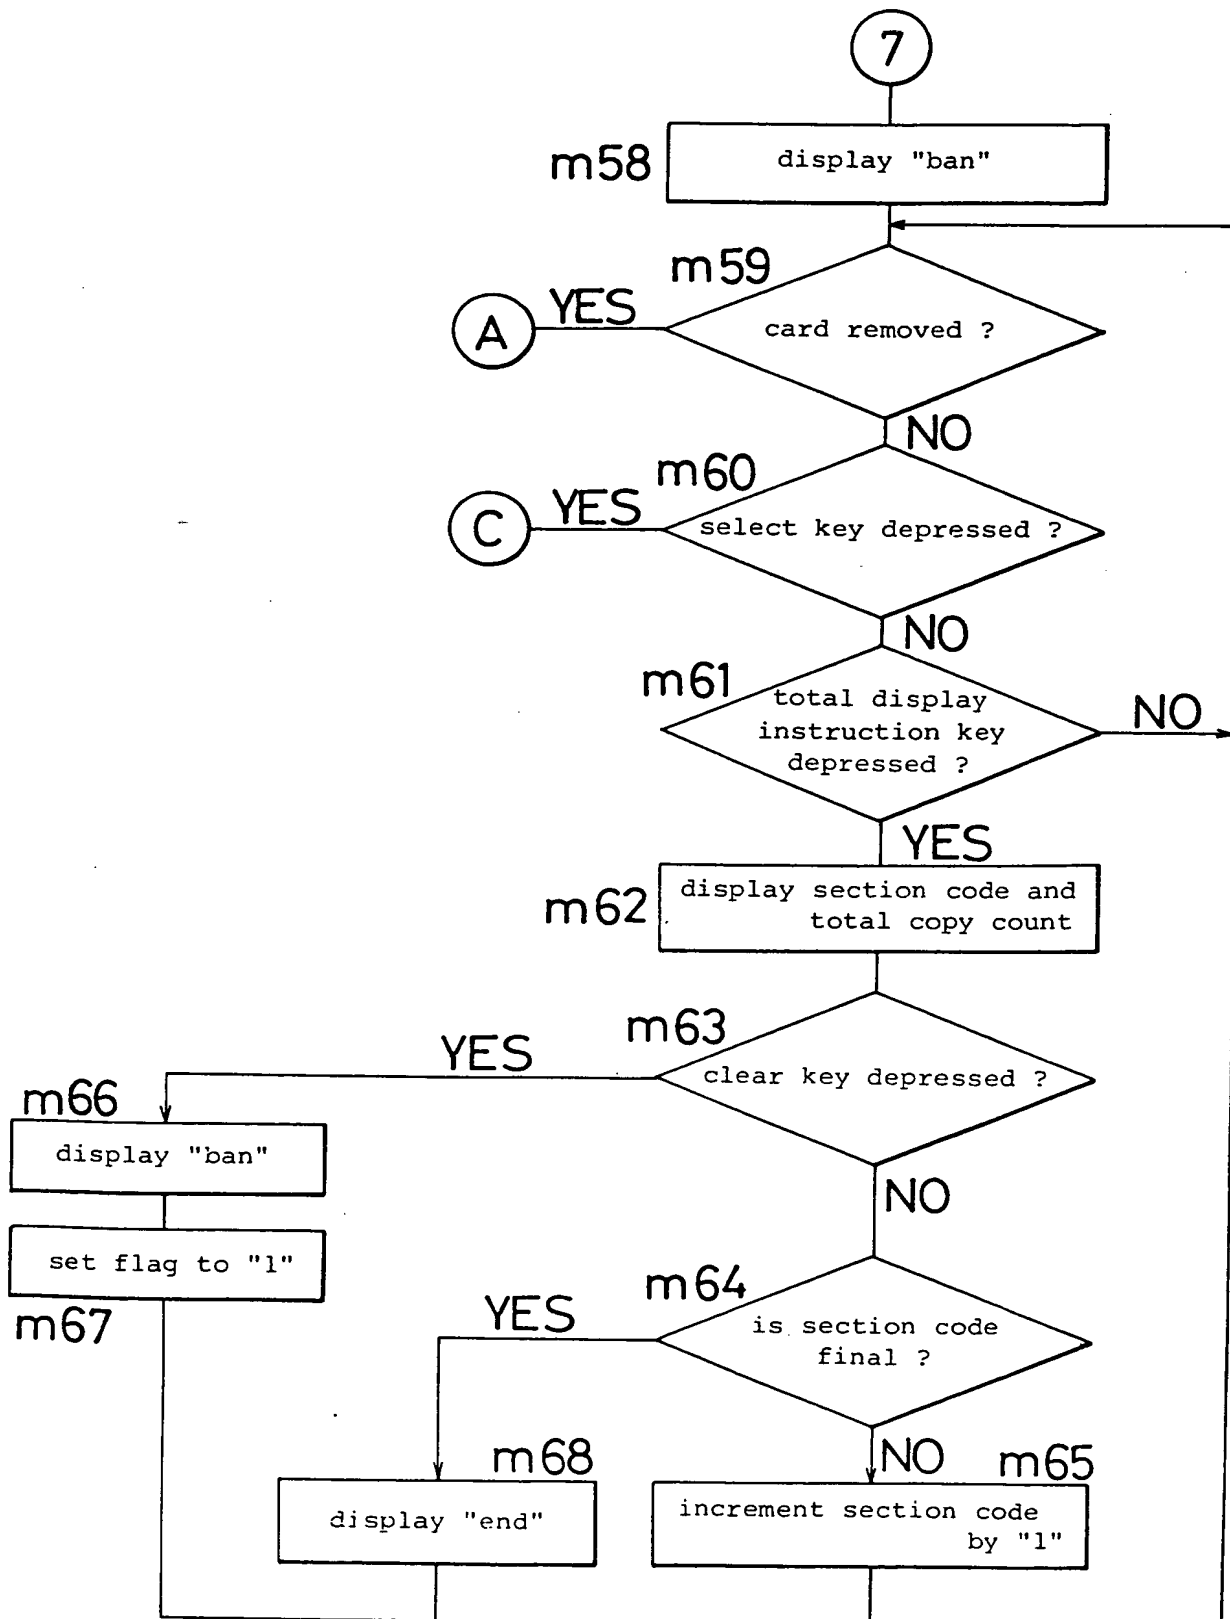 7
m58
display "ban"
m59
YES
A
card removed ?
NO
m60
YES
C
select key depressed ?
NO
m61
total display
instruction key
depressed ?
NO
YES
m62
display section code and
total copy count
m63
YES
clear key depressed ?
m66
display "ban"
NO
set flag to "1"
m67
m64
YES
is section code
final ?
m68
NO
m65
display "end"
increment section code
by "1"